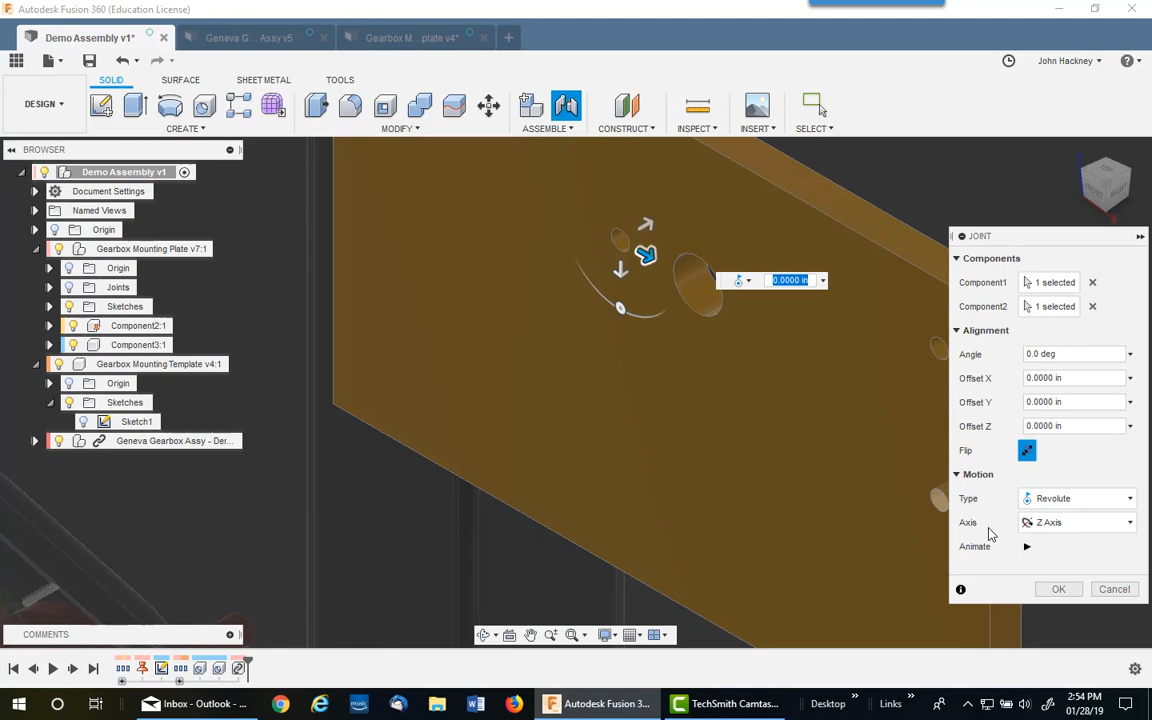 Autodesk Fusion 360 (Education License)
Demo Assembly v1*
Geneva G... Assy v5
Gearbox M...plate v4*
John Hackney
DESIGN
SOLID
SURFACE
SHEET METAL
TOOLS
CREATE
MODIFY
ASSEMBLE
CONSTRUCT
INSPECT
INSERT
SELECT
BROWSER
Demo Assembly v1
Document Settings
Named Views
Origin
Gearbox Mounting Plate v7:1
Origin
Joints
Sketches
Component2:1
Component3:1
Gearbox Mounting Template v4:1
Origin
Sketches
Sketch1
Geneva Gearbox Assy - Der...
TOP
FRONT
RIGHT
0.0000 in
JOINT
Components
Component1 1 selected
Component2 1 selected
Alignment
Angle 0.0 deg
Offset X 0.0000 in
Offset Y 0.0000 in
Offset Z 0.0000 in
Flip
Motion
Type Revolute
Axis Z Axis
Animate
OK Cancel
COMMENTS
Inbox - Outlook - ...
Autodesk Fusion 3...
TechSmith Camtas...
Desktop
Links
2:54 PM
01/28/19